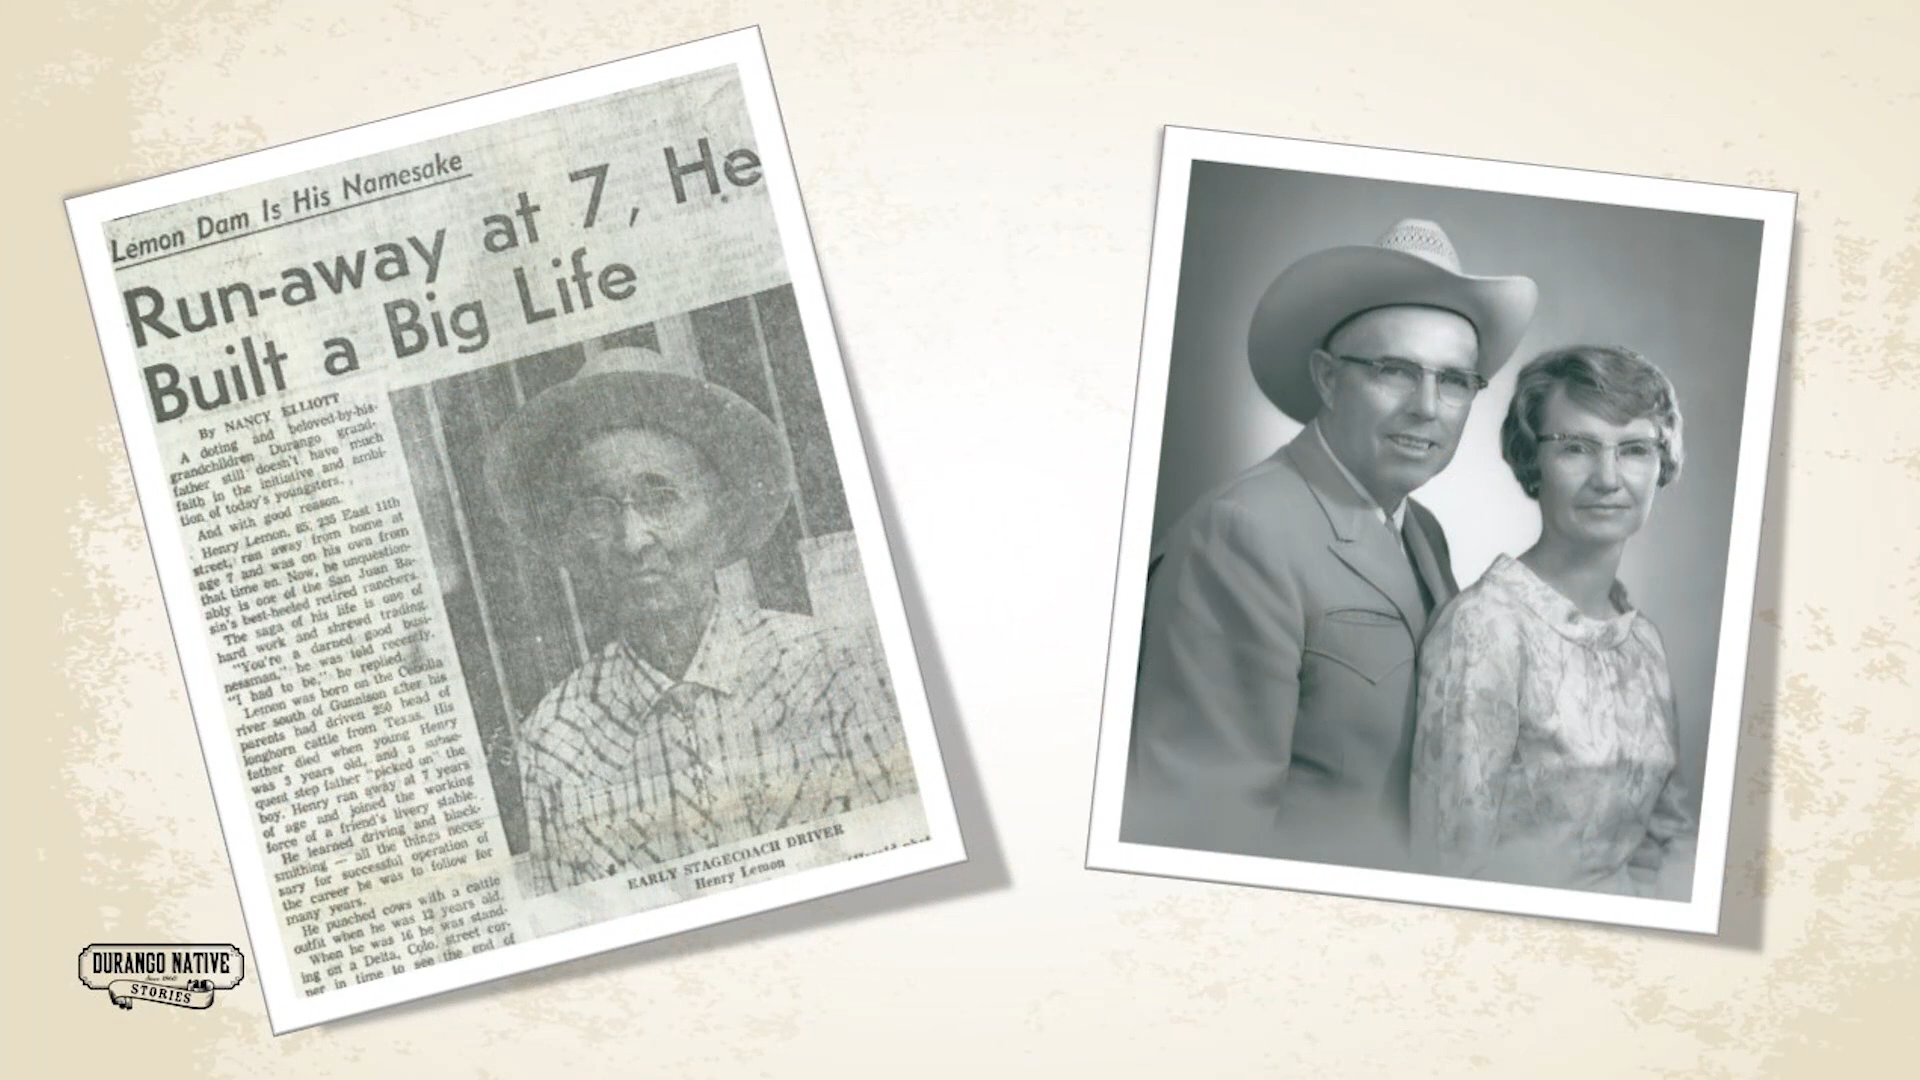 Lemon Dam Is His Namesake
Run-away at 7, He
Built a Big Life
By NANCY ELLIOTT
A doting and beloved-by-his-
grandchildren Durango grand-
father still doesn't have much
faith in the initiative and ambi-
tion of today's youngsters.
And with good reason.
Henry Lemon, 85, 235 East 11th
street, ran away from home at
age 7 and was on his own from
that time on. Now, he unquestion-
ably is one of the San Juan Ba-
sin's best-heeled retired ranchers.
The saga of his life is one of
hard work and shrewd trading.
"You're a darned good busi-
nessman," he was told recently.
"I had to be," he replied.
Lemon was born on the Cebolla
river south of Gunnison after his
parents had driven 250 head of
longhorn cattle from Texas. His
father died when young Henry
was 3 years old, and a subse-
quent step father "picked on" the
boy. Henry ran away at 7 years
of age and joined the working
force of a friend's livery stable.
He learned driving and black-
smithing — all the things neces-
sary for successful operation of
the career he was to follow for
many years.
He punched cows with a cattle
outfit when he was 12 years old.
When he was 16 he was stand-
ing on a Delta, Colo. street cor-
ner in time to see the end of
EARLY STAGECOACH DRIVER
Henry Lemon
DURANGO NATIVE
STORIES